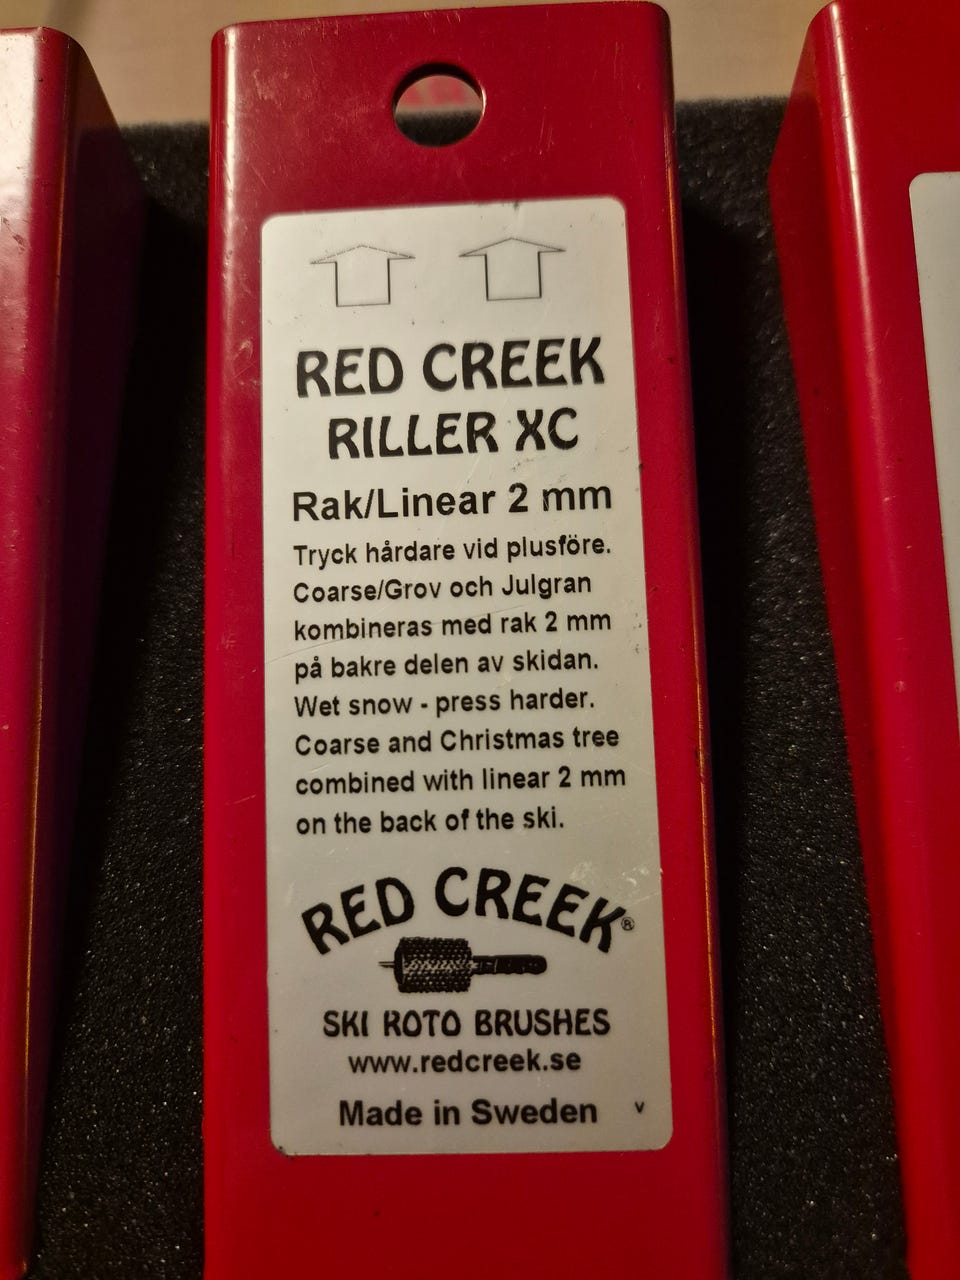 RED CREEK
RILLER XC
Rak/Linear 2 mm
Tryck hårdare vid plusföre.
Coarse/Grov och Julgran
kombineras med rak 2 mm
på bakre delen av skidan.
Wet snow - press harder.
Coarse and Christmas tree
combined with linear 2 mm
on the back of the ski.
RED CREEK®
SKI ROTO BRUSHES
www.redcreek.se
Made in Sweden v